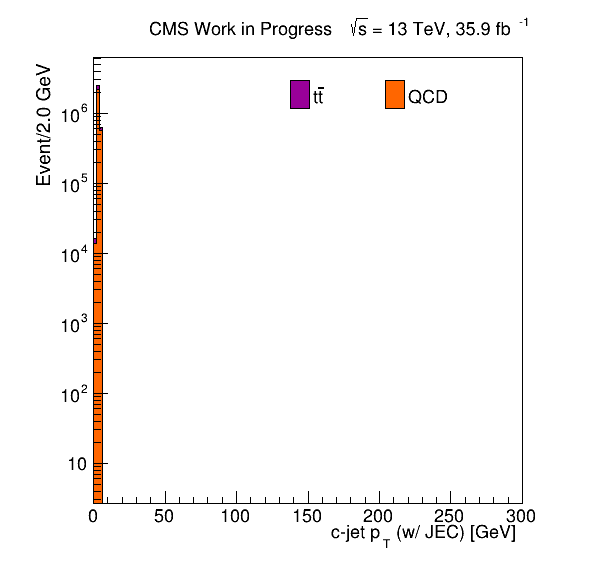 CMS Work in Progress √s = 13 TeV, 35.9 fb⁻¹
Event/2.0 GeV
tt̄ QCD
10⁶
10⁵
10⁴
10³
10²
10
0 50 100 150 200 250 300
c-jet p_T (w/ JEC) [GeV]